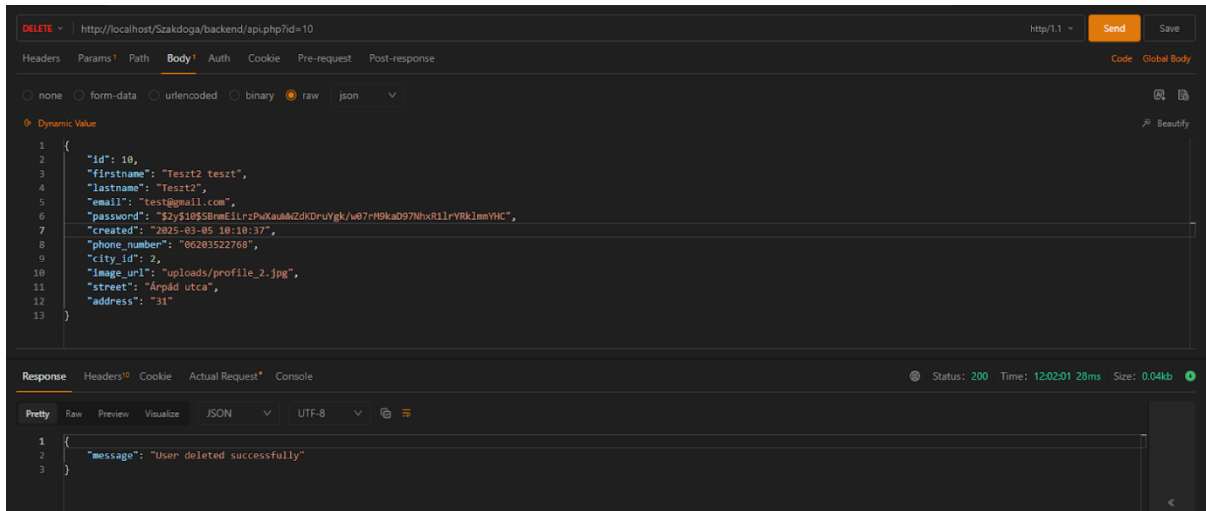 DELETE http://localhost/Szakdoga/backend/api.php?id=10 http/1.1 Send Save
Headers Params 1 Path Body 1 Auth Cookie Pre-request Post-response Code Global Body
none form-data urlencoded binary raw json
Dynamic Value Beautify
1 {
2 "id": 10,
3 "firstname": "Teszt2 teszt",
4 "lastname": "Teszt2",
5 "email": "test@gmail.com",
6 "password":
7 "created": "2025-03-05 10:10:37",
8 "phone_number": "06203522768",
9 "city_id": 2,
10 "image_url": "uploads/profile_2.jpg",
11 "street": "Árpád utca",
12 "address": "31"
13 }
Response Headers 10 Cookie Actual Request Console Status: 200 Time: 12:02:01 28ms Size: 0.04kb
Pretty Raw Preview Visualize JSON UTF-8
1 {
2 "message": "User deleted successfully"
3 }